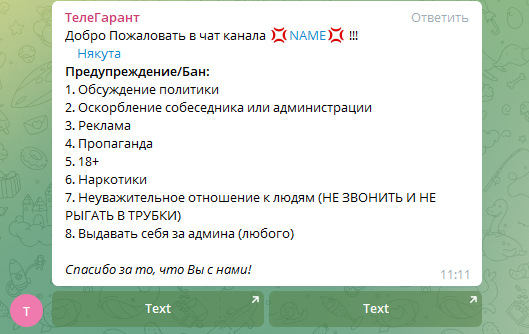 ТелеГарант
Ответить
Добро Пожаловать в чат канала 💢NAME💢 !!!
Някута
Предупреждение/Бан:
1. Обсуждение политики
2. Оскорбление собеседника или администрации
3. Реклама
4. Пропаганда
5. 18+
6. Наркотики
7. Неуважительное отношение к людям (НЕ ЗВОНИТЬ И НЕ
РЫГАТЬ В ТРУБКИ)
8. Выдавать себя за админа (любого)
Спасибо за то, что Вы с нами!
11:11
Т
Text
Text